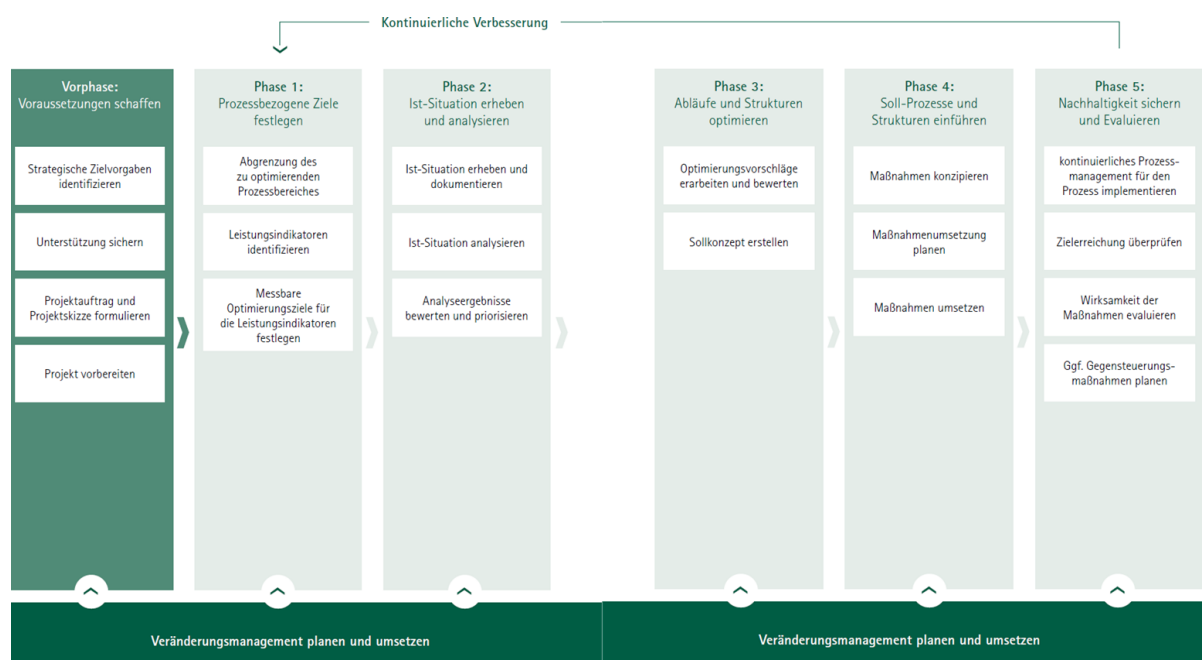 Kontinuierliche Verbesserung
Vorphase:
Voraussetzungen schaffen
Strategische Zielvorgaben
identifizieren
Unterstützung sichern
Projektauftrag und
Projektskizze formulieren
Projekt vorbereiten
Phase 1:
Prozessbezogene Ziele
festlegen
Abgrenzung des
zu optimierenden
Prozessbereiches
Leistungsindikatoren
identifizieren
Messbare
Optimierungsziele für
die Leistungsindikatoren
festlegen
Phase 2:
Ist-Situation erheben
und analysieren
Ist-Situation erheben und
dokumentieren
Ist-Situation analysieren
Analyseergebnisse
bewerten und priorisieren
Phase 3:
Abläufe und Strukturen
optimieren
Optimierungsvorschläge
erarbeiten und bewerten
Sollkonzept erstellen
Phase 4:
Soll-Prozesse und
Strukturen einführen
Maßnahmen konzipieren
Maßnahmenumsetzung
planen
Maßnahmen umsetzen
Phase 5:
Nachhaltigkeit sichern
und Evaluieren
kontinuierliches Prozess-
management für den
Prozess implementieren
Zielerreichung überprüfen
Wirksamkeit der
Maßnahmen evaluieren
Ggf. Gegensteuerungs-
maßnahmen planen
Veränderungsmanagement planen und umsetzen
Veränderungsmanagement planen und umsetzen